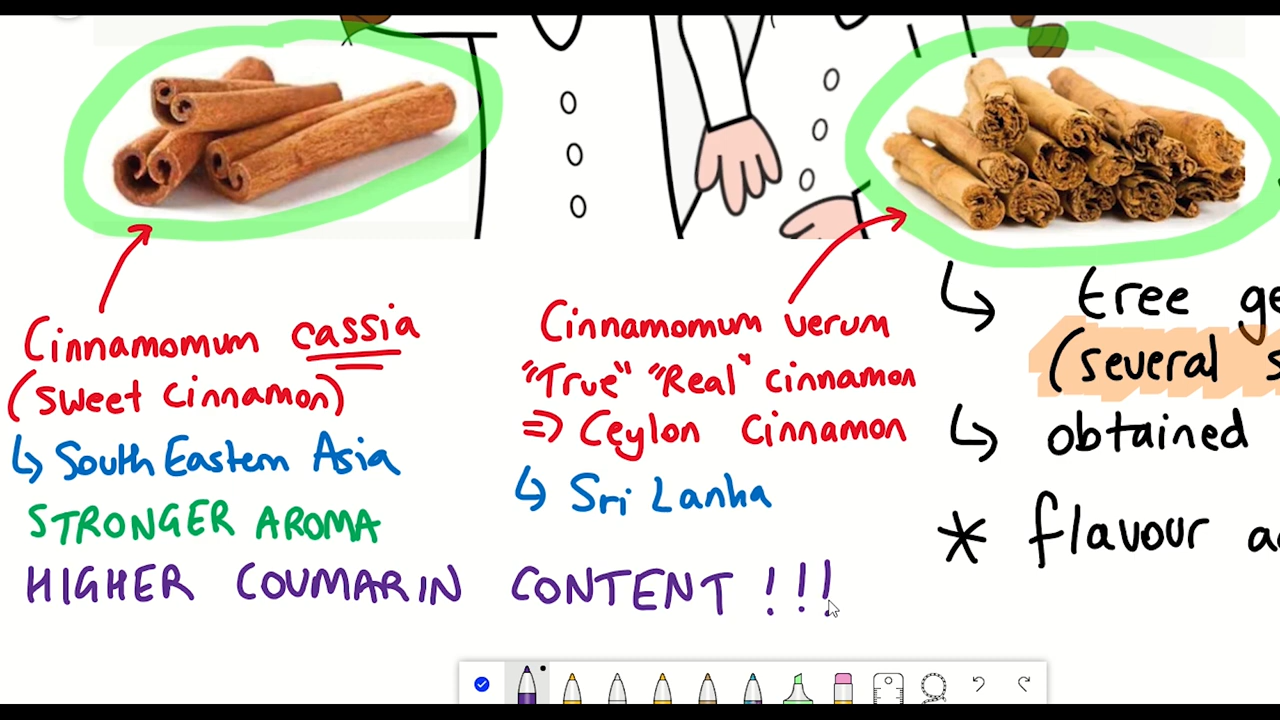 Cinnamomum cassia
(sweet cinnamon)
↳ South Eastern Asia
STRONGER AROMA
HIGHER COUMARIN CONTENT !!!
Cinnamomum verum
"True" "Real" cinnamon
=> Ceylon Cinnamon
↳ Sri Lanka
↳ tree ge
(several s
↳ obtained
* flavour a